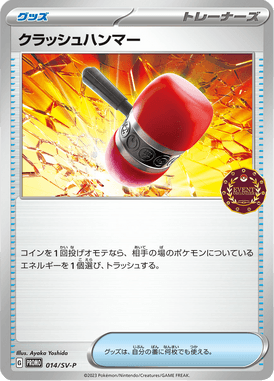 グッズ
トレーナーズ
クラッシュハンマー
EVENT
コインを1回投げオモテなら、相手の場のポケモンについている
エネルギーを1個選び、トラッシュする。
Illus. Ayaka Yoshida
G PROMO 014/SV-P
グッズは、自分の番に何枚でも使える。
©2023 Pokémon/Nintendo/Creatures/GAME FREAK.